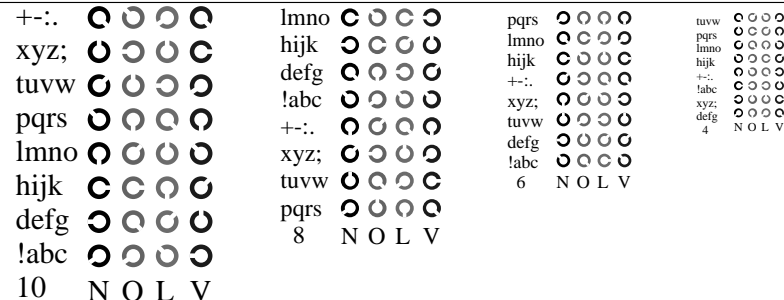 +-:.
xyz;
tuvw
pqrs
lmno
hijk
defg
!abc
10 N O L V
lmno
hijk
defg
!abc
+-:.
xyz;
tuvw
pqrs
8 N O L V
pqrs
lmno
hijk
+-:.
xyz;
tuvw
defg
!abc
6 N O L V
tuvw
pqrs
lmno
hijk
+-:.
!abc
xyz;
defg
4 N O L V